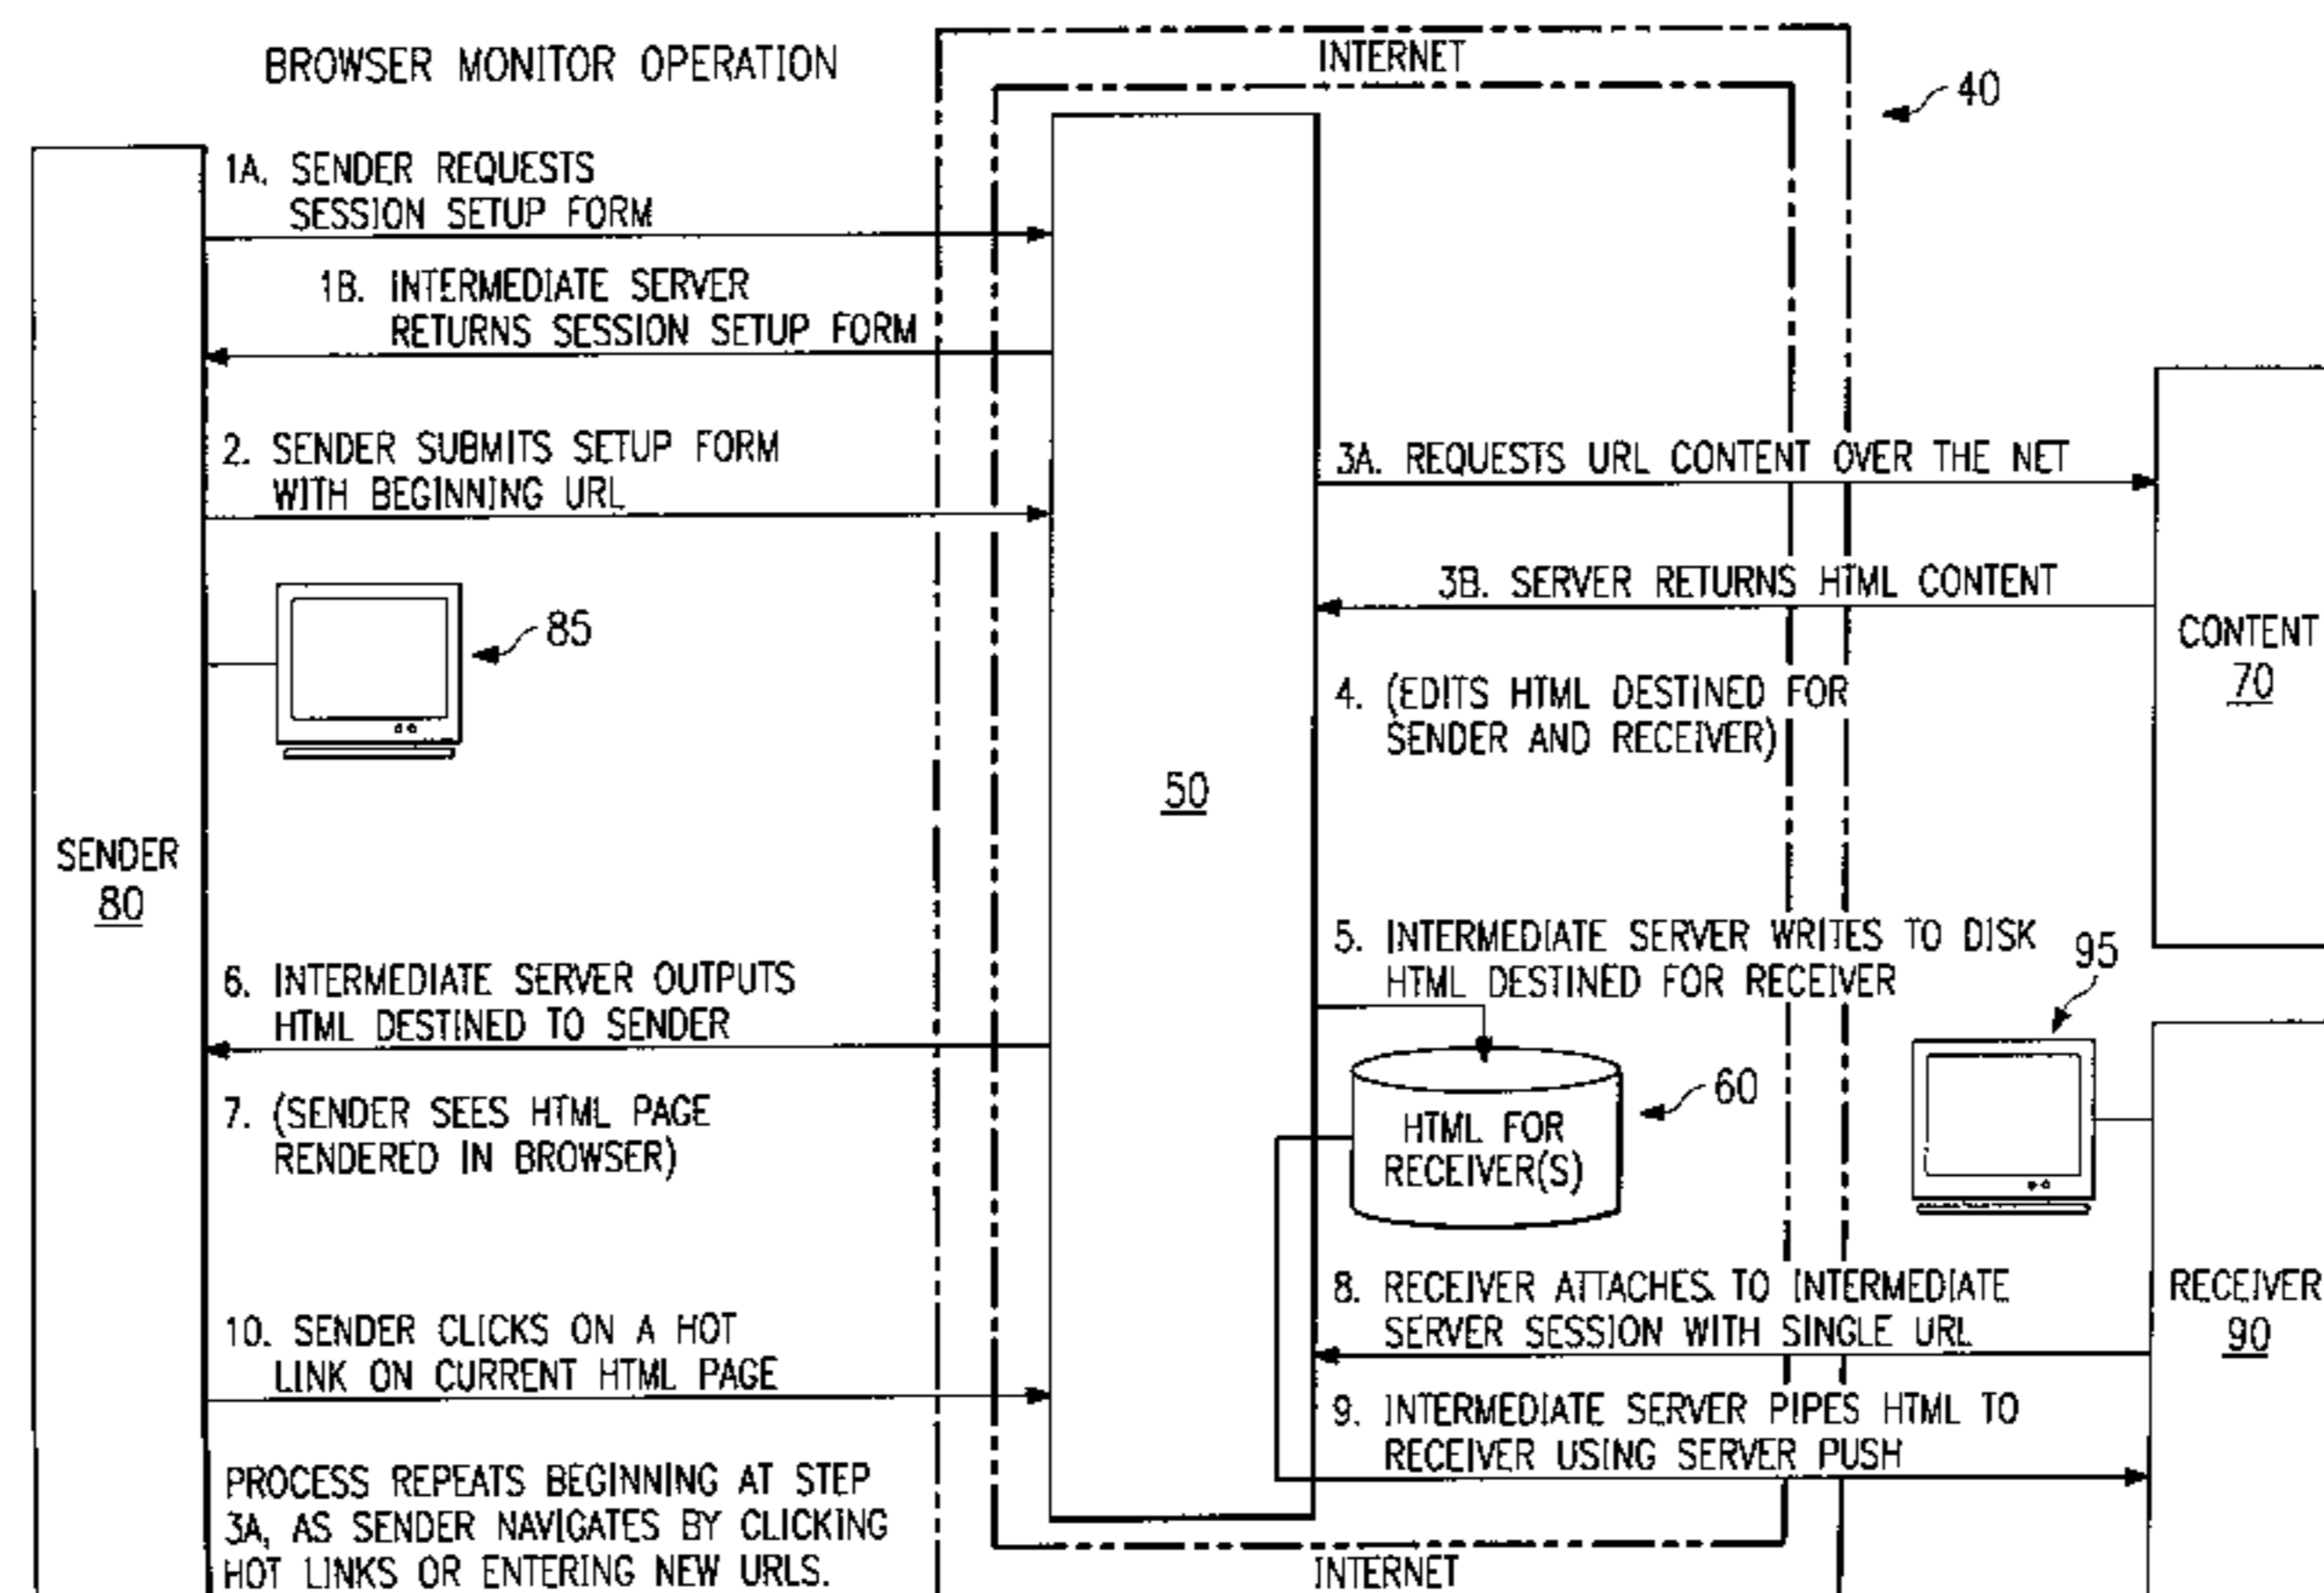 BROWSER MONITOR OPERATION
INTERNET
40
1A. SENDER REQUESTS
SESSION SETUP FORM
1B. INTERMEDIATE SERVER
RETURNS SESSION SETUP FORM
2. SENDER SUBMITS SETUP FORM
WITH BEGINNING URL
3A. REQUESTS URL CONTENT OVER THE NET
3B. SERVER RETURNS HTML CONTENT
85
CONTENT
70
4. (EDITS HTML DESTINED FOR
SENDER AND RECEIVER)
50
SENDER
80
5. INTERMEDIATE SERVER WRITES TO DISK
HTML DESTINED FOR RECEIVER
95
6. INTERMEDIATE SERVER OUTPUTS
HTML DESTINED TO SENDER
60
HTML FOR
RECEIVER(S)
7. (SENDER SEES HTML PAGE
RENDERED IN BROWSER)
8. RECEIVER ATTACHES TO INTERMEDIATE
SERVER SESSION WITH SINGLE URL
RECEIVER
90
10. SENDER CLICKS ON A HOT
LINK ON CURRENT HTML PAGE
9. INTERMEDIATE SERVER PIPES HTML TO
RECEIVER USING SERVER PUSH
PROCESS REPEATS BEGINNING AT STEP
3A, AS SENDER NAVIGATES BY CLICKING
HOT LINKS OR ENTERING NEW URLS.
INTERNET